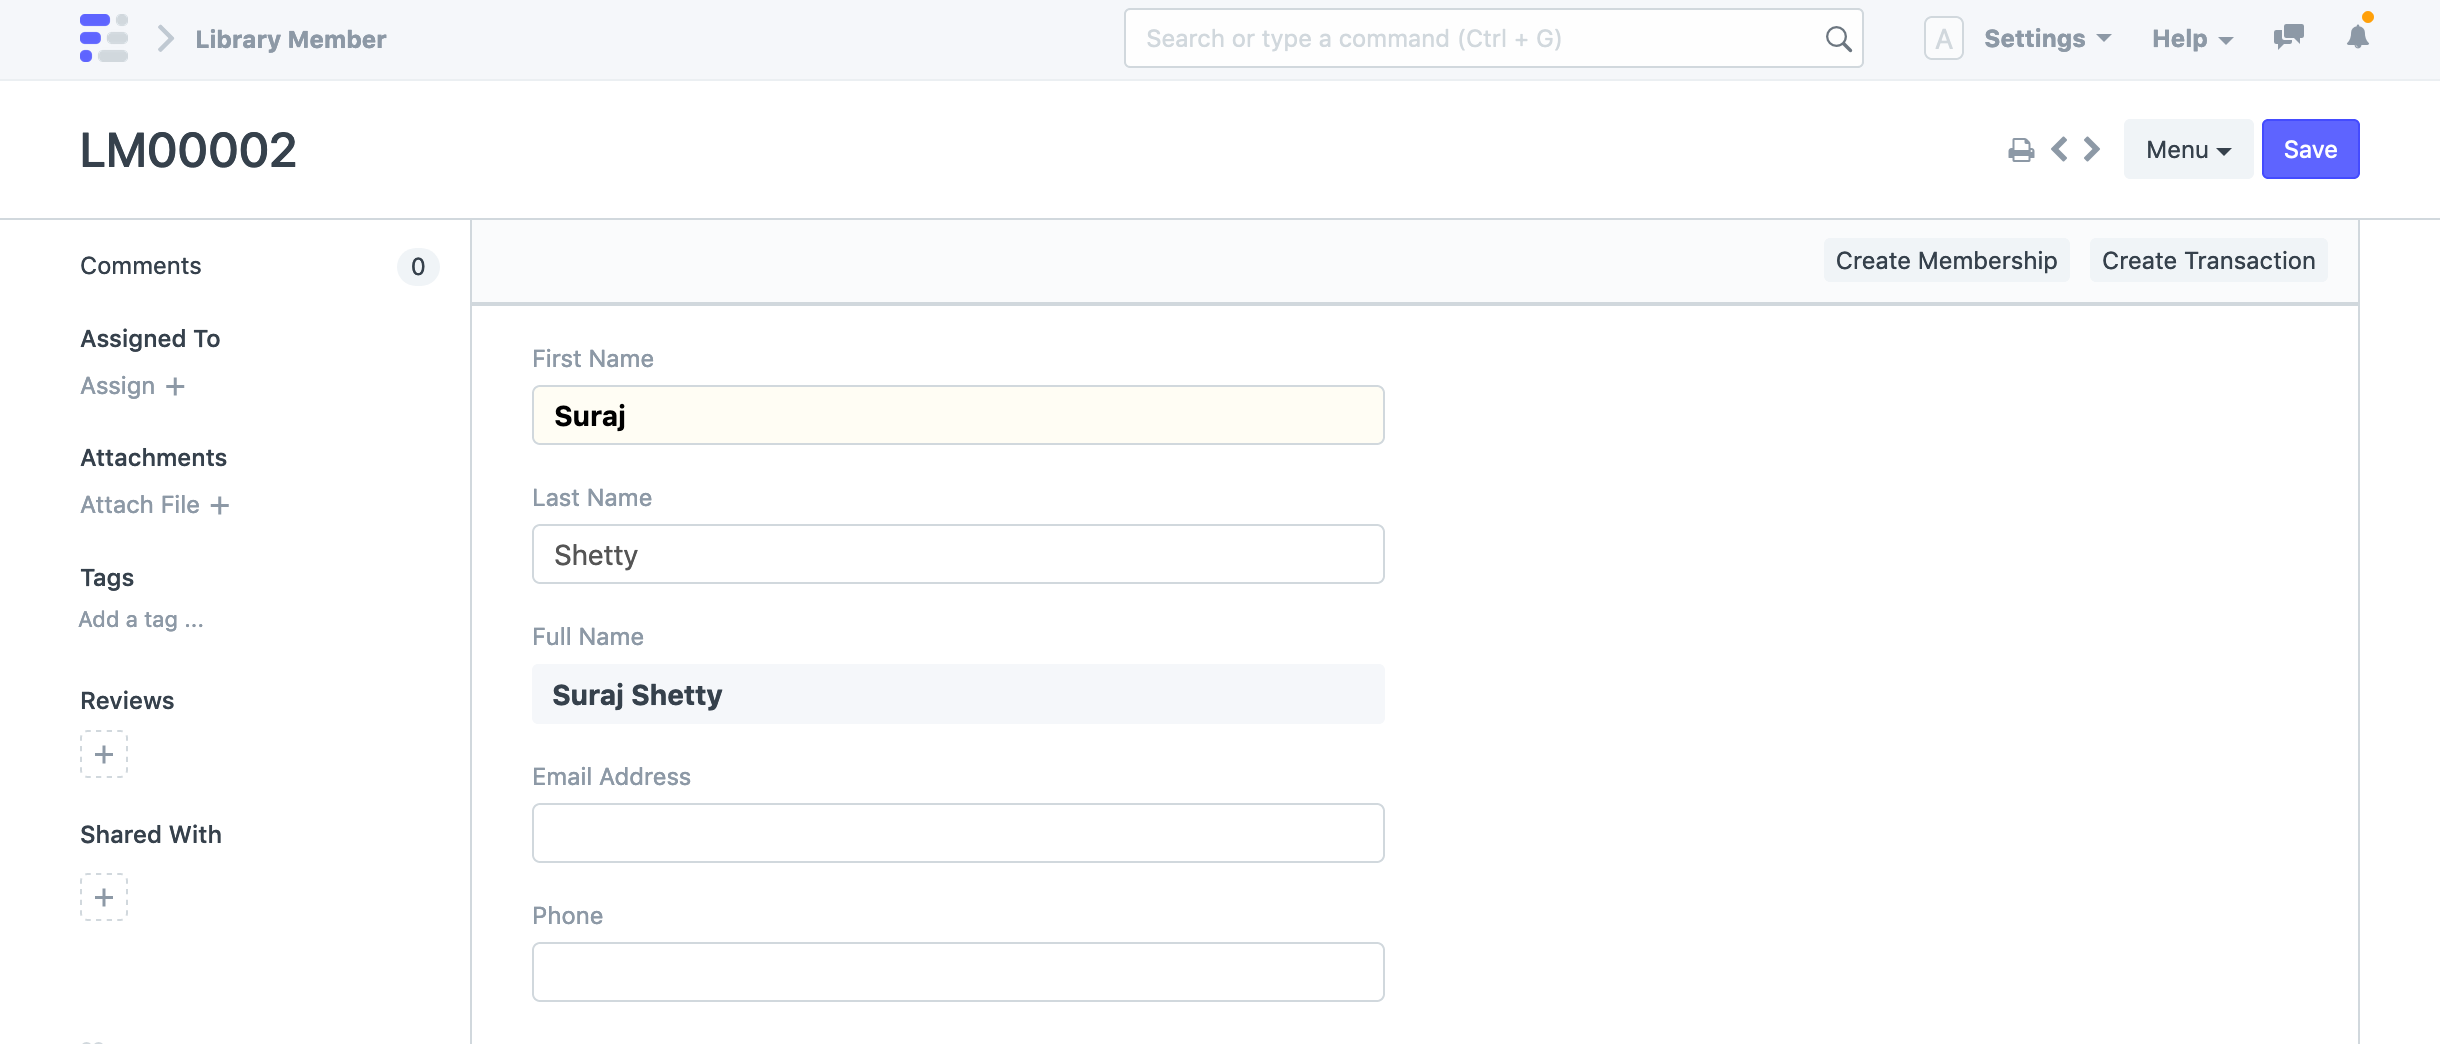 Library Member
Search or type a command (Ctrl + G)
A
Settings
Help
LM00002
Menu
Save
Comments
0
Assigned To
Assign +
Attachments
Attach File +
Tags
Add a tag ...
Reviews
+
Shared With
+
Create Membership
Create Transaction
First Name
Suraj
Last Name
Shetty
Full Name
Suraj Shetty
Email Address
Phone